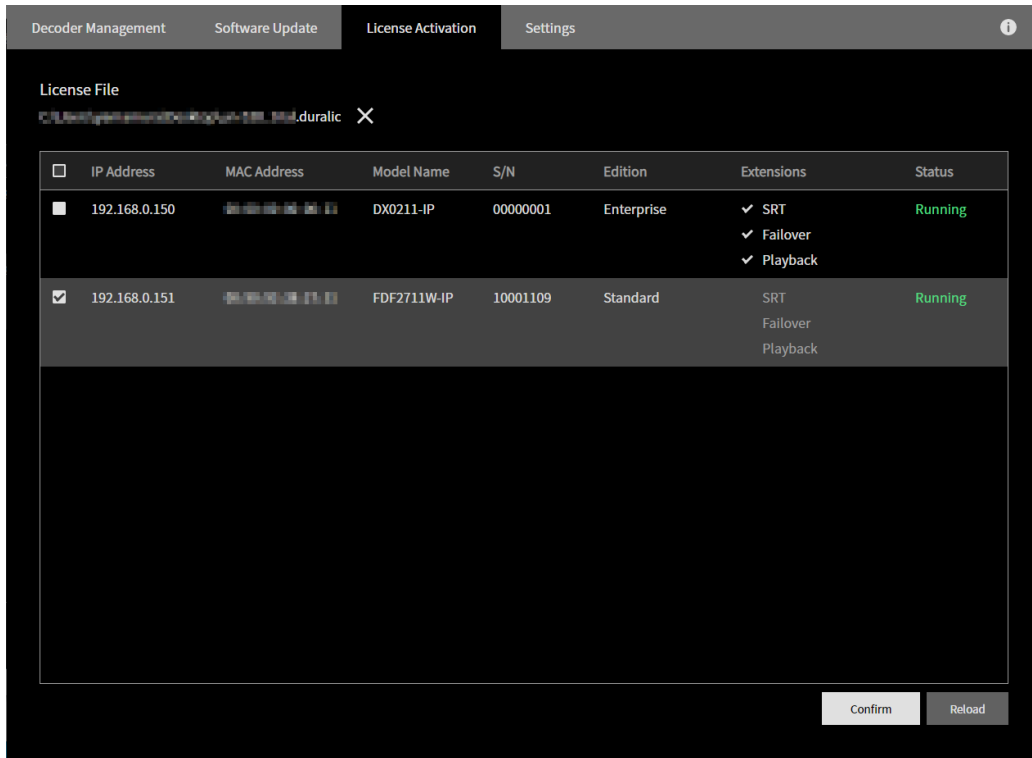 Decoder Management Software Update License Activation Settings
License File
.duralic
IP Address MAC Address Model Name S/N Edition Extensions Status
192.168.0.150 DX0211-IP 00000001 Enterprise SRT Running
Failover
Playback
192.168.0.151 FDF2711W-IP 10001109 Standard SRT Running
Failover
Playback
Confirm Reload